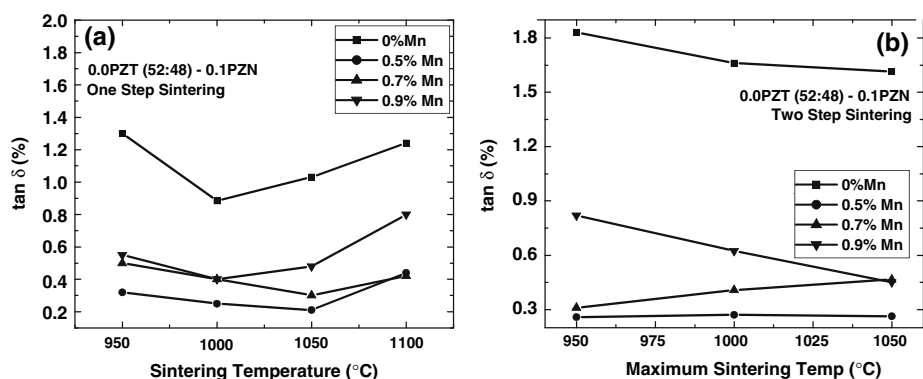 (a)
0.0PZT (52:48) - 0.1PZN
One Step Sintering
0%Mn
0.5% Mn
0.7% Mn
0.9% Mn
2.0
1.8
1.6
1.4
1.2
1.0
0.8
0.6
0.4
0.2
tan δ (%)
950
1000
1050
1100
Sintering Temperature (°C)
(b)
0.0PZT (52:48) - 0.1PZN
Two Step Sintering
0%Mn
0.5% Mn
0.7% Mn
0.9% Mn
1.8
1.5
1.2
0.9
0.6
0.3
tan δ (%)
950
975
1000
1025
1050
Maximum Sintering Temp (°C)